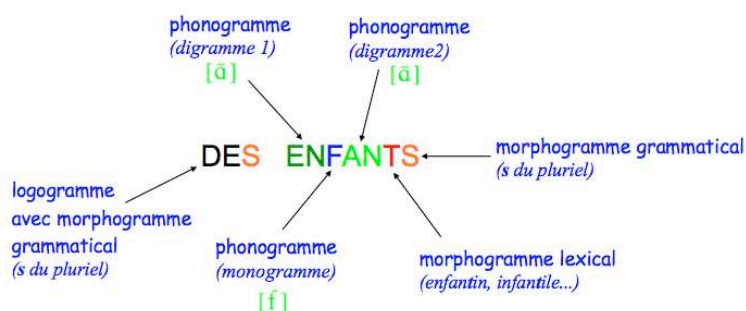 phonogramme
(digramme 1)
[ã]
phonogramme
(digramme2)
[ã]
DES ENFANTS
morphogramme grammatical
(s du pluriel)
logogramme
avec morphogramme
grammatical
(s du pluriel)
phonogramme
(monogramme)
[f]
morphogramme lexical
(enfantin, infantile...)